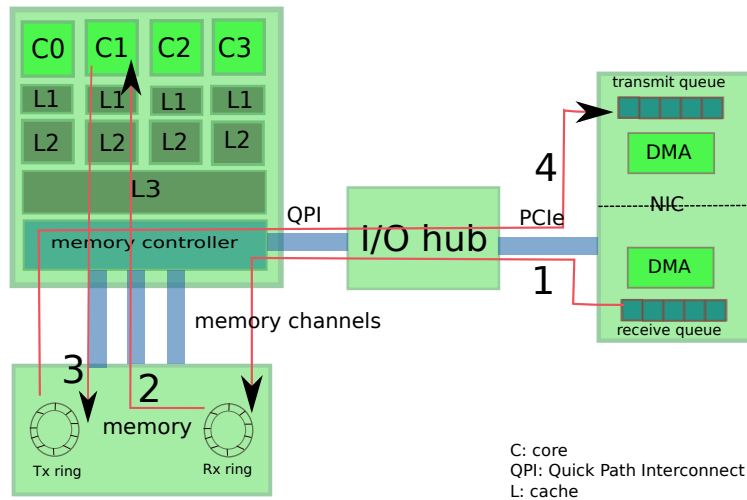 C0 C1 C2 C3
L1 L1 L1 L1
L2 L2 L2 L2
L3
memory controller
QPI
I/O hub
PCIe
transmit queue
DMA
NIC
DMA
receive queue
4
1
memory channels
3
2
memory
Tx ring
Rx ring
C: core
QPI: Quick Path Interconnect
L: cache